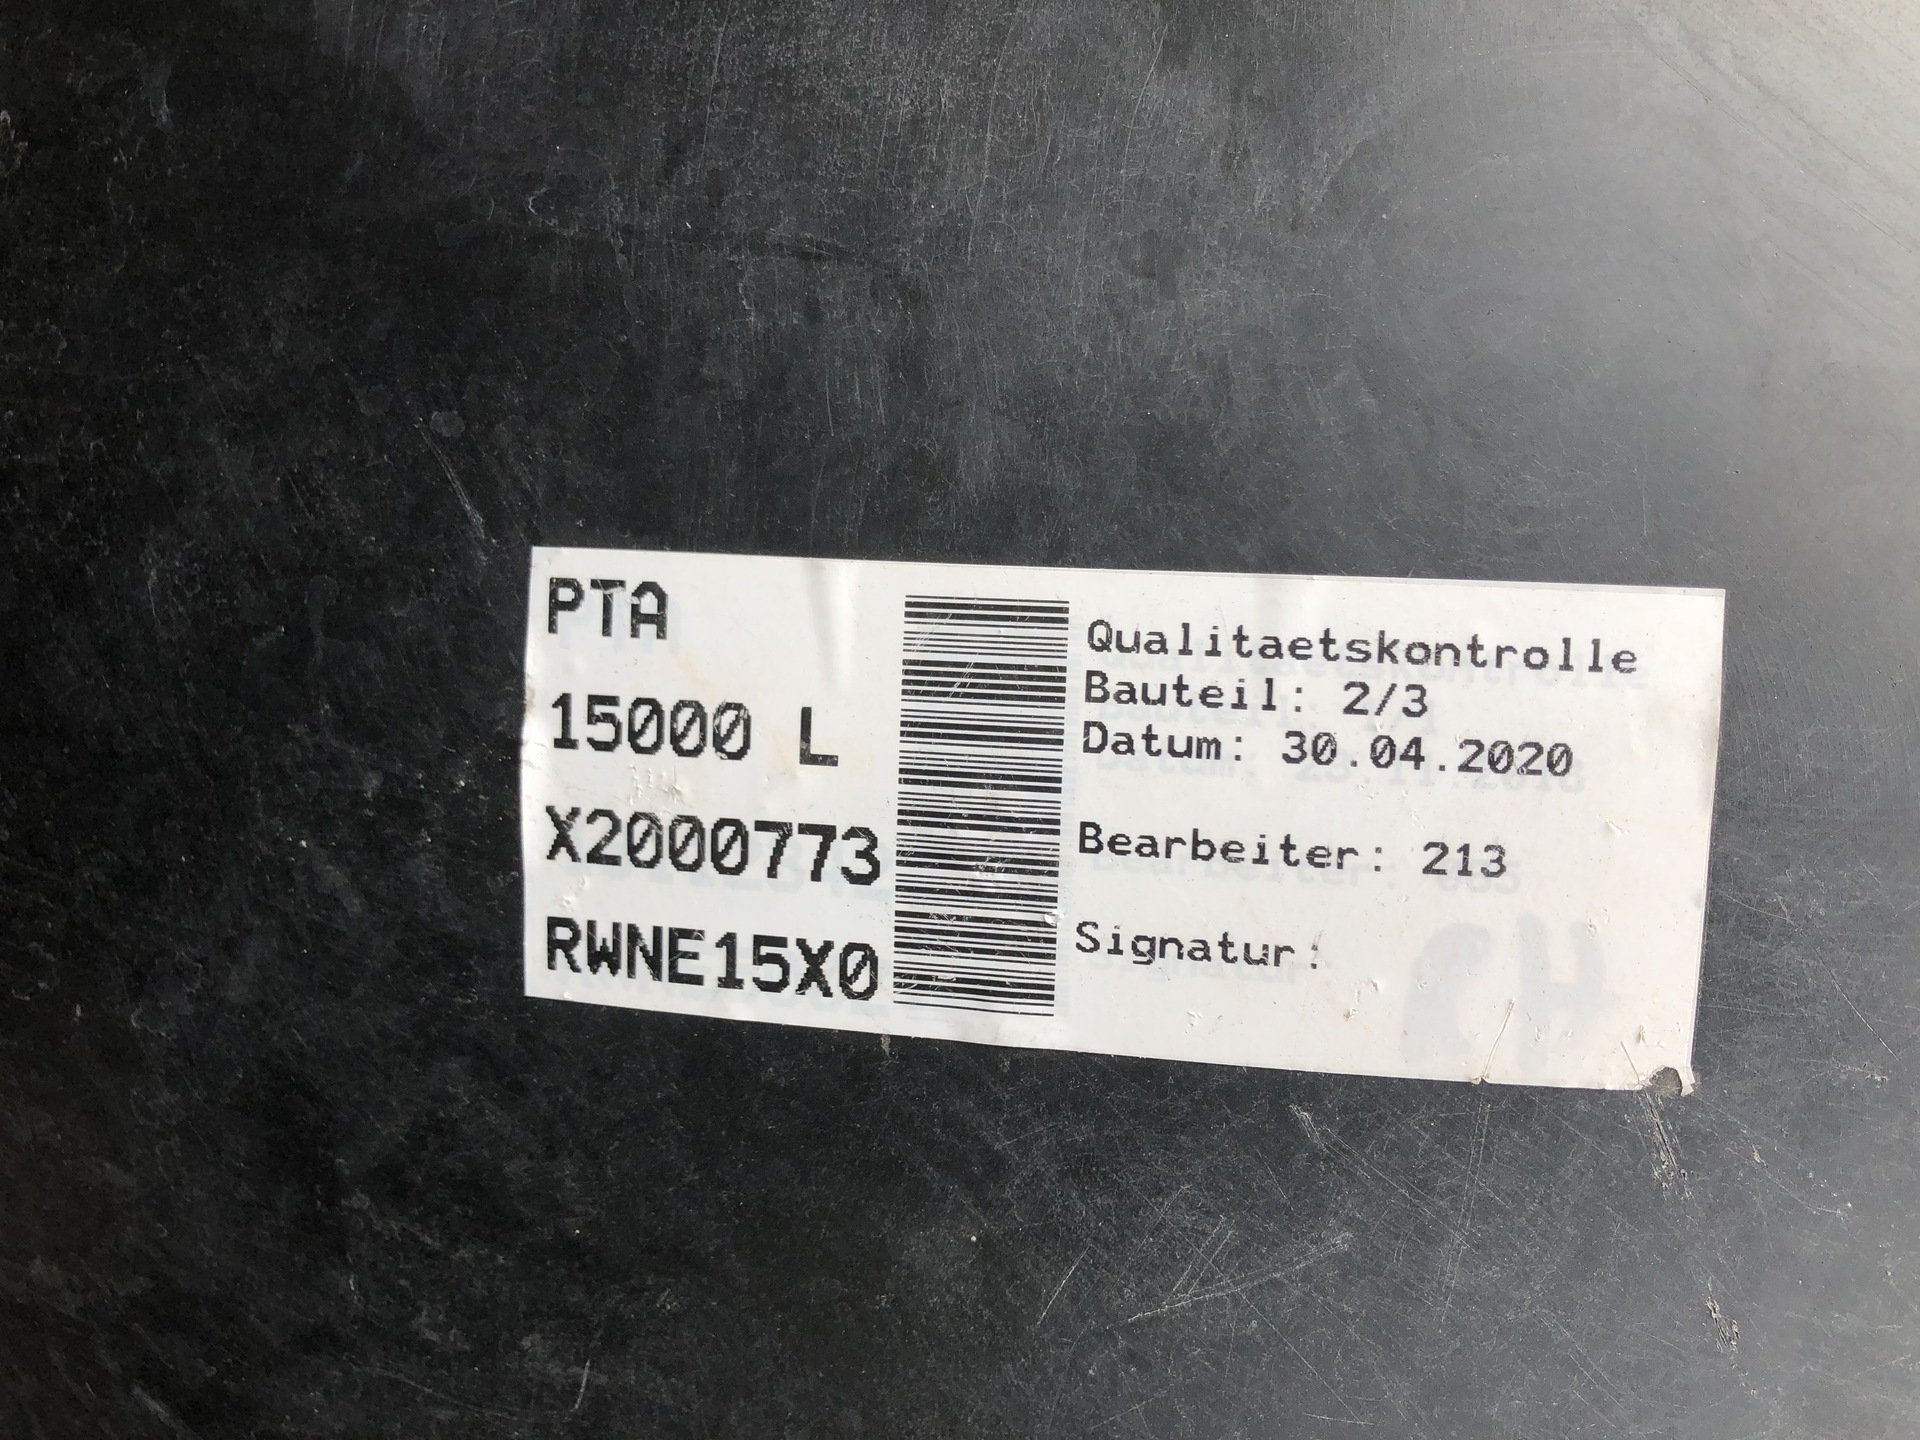 PTA
15000 L
X2000773
RWNE15X0
Qualitaetskontrolle
Bauteil: 2/3
Datum: 30.04.2020
Bearbeiter: 213
Signatur: